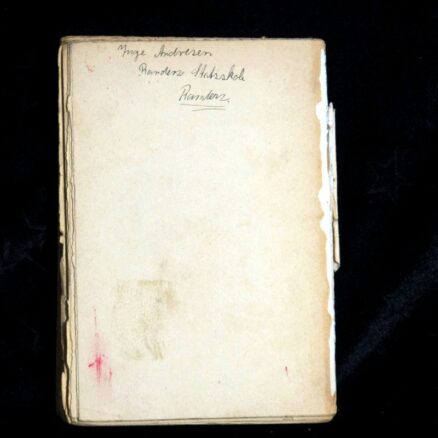 Inge Andresen
Randers Statsskole
Randers.